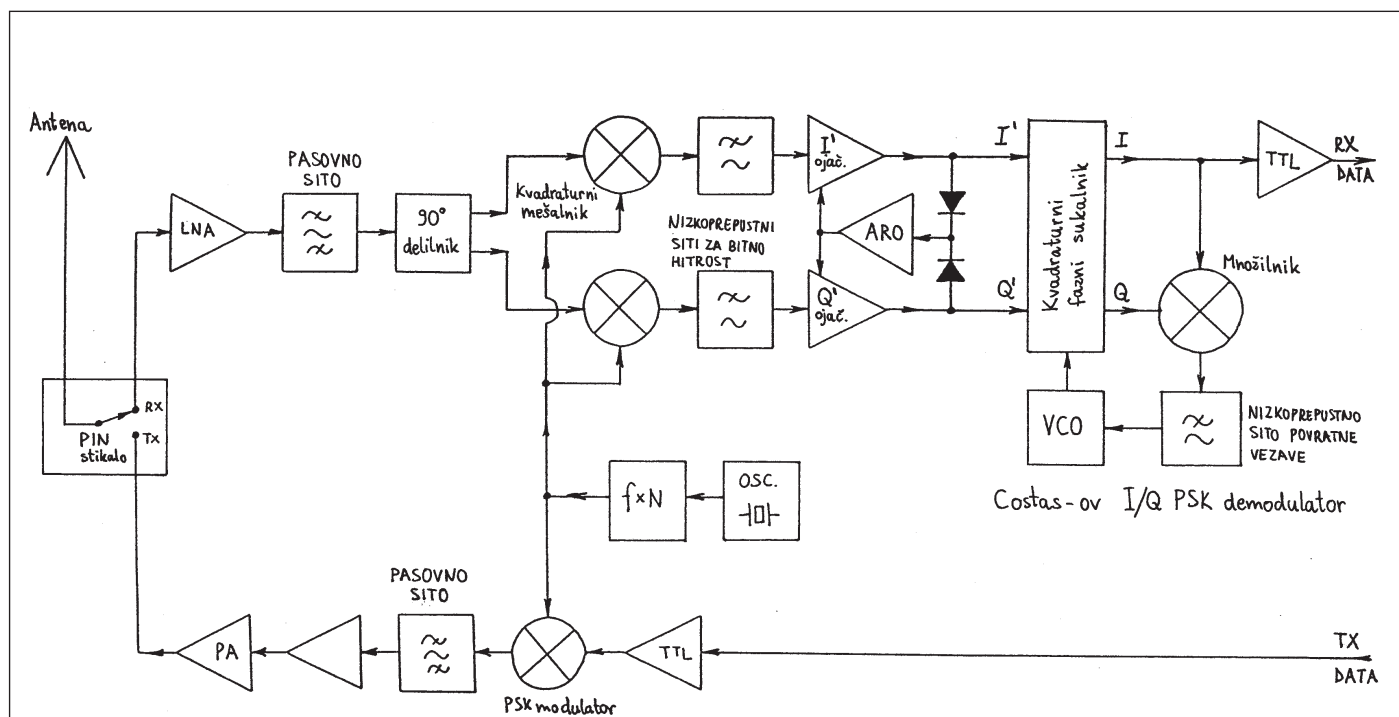 Antena
LNA
PASOVNO
SITO
90°
delilnik
Kvadraturni
mešalnik
NIZKOPREPUSTNI
SITI ZA BITNO
HITROST
I'
ojač.
Q'
ojač.
ARO
I'
Q'
Kvadraturni
fazni sukalnik
I
Q
TTL
RX
DATA
Množilnik
VCO
NIZKOPREPUSTNO
SITO POVRATNE
VEZAVE
Costas-ov I/Q PSK demodulator
RX
TX
PIN
stikalo
f×N
OSC.
PASOVNO
SITO
PA
PSK modulator
TTL
TX
DATA